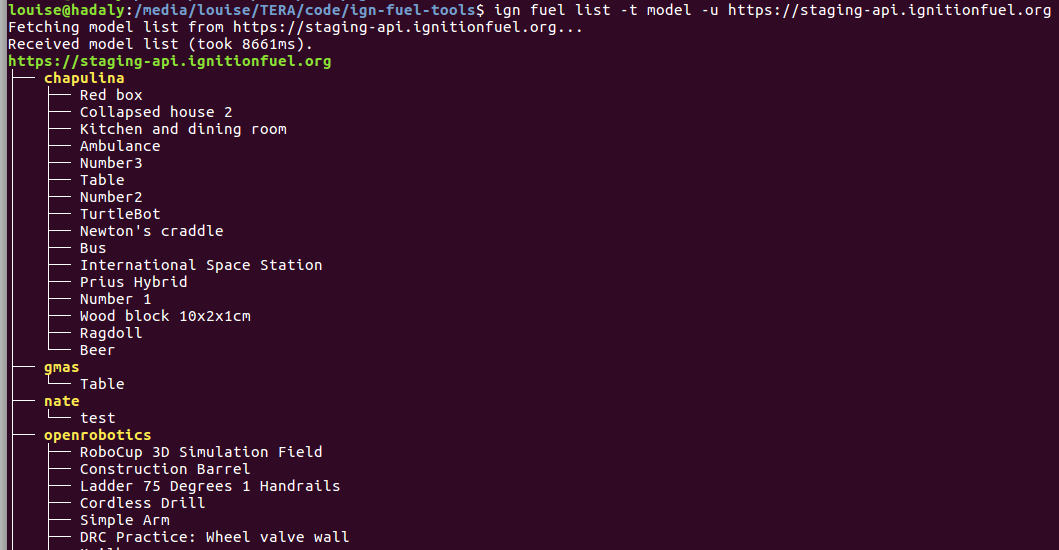 louise@hadaly:/media/louise/TERA/code/ign-fuel-tools$ ign fuel list -t model -u https://staging-api.ignitionfuel.org
Fetching model list from https://staging-api.ignitionfuel.org...
Received model list (took 8661ms).
https://staging-api.ignitionfuel.org
├── chapulina
│   ├── Red box
│   ├── Collapsed house 2
│   ├── Kitchen and dining room
│   ├── Ambulance
│   ├── Number3
│   ├── Table
│   ├── Number2
│   ├── TurtleBot
│   ├── Newton's craddle
│   ├── Bus
│   ├── International Space Station
│   ├── Prius Hybrid
│   ├── Number 1
│   ├── Wood block 10x2x1cm
│   ├── Ragdoll
│   └── Beer
├── gmas
│   └── Table
├── nate
│   └── test
├── openrobotics
│   ├── RoboCup 3D Simulation Field
│   ├── Construction Barrel
│   ├── Ladder 75 Degrees 1 Handrails
│   ├── Cordless Drill
│   ├── Simple Arm
│   ├── DRC Practice: Wheel valve wall